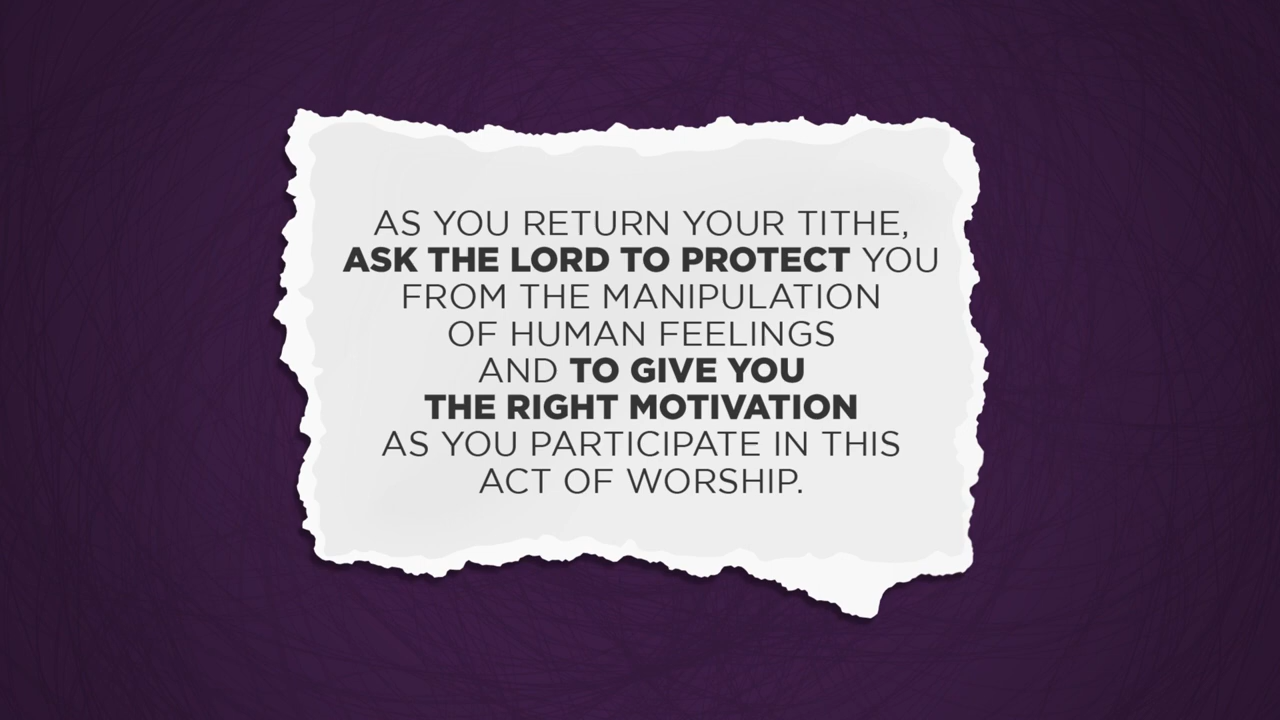 AS YOU RETURN YOUR TITHE,
ASK THE LORD TO PROTECT YOU
FROM THE MANIPULATION
OF HUMAN FEELINGS
AND TO GIVE YOU
THE RIGHT MOTIVATION
AS YOU PARTICIPATE IN THIS
ACT OF WORSHIP.